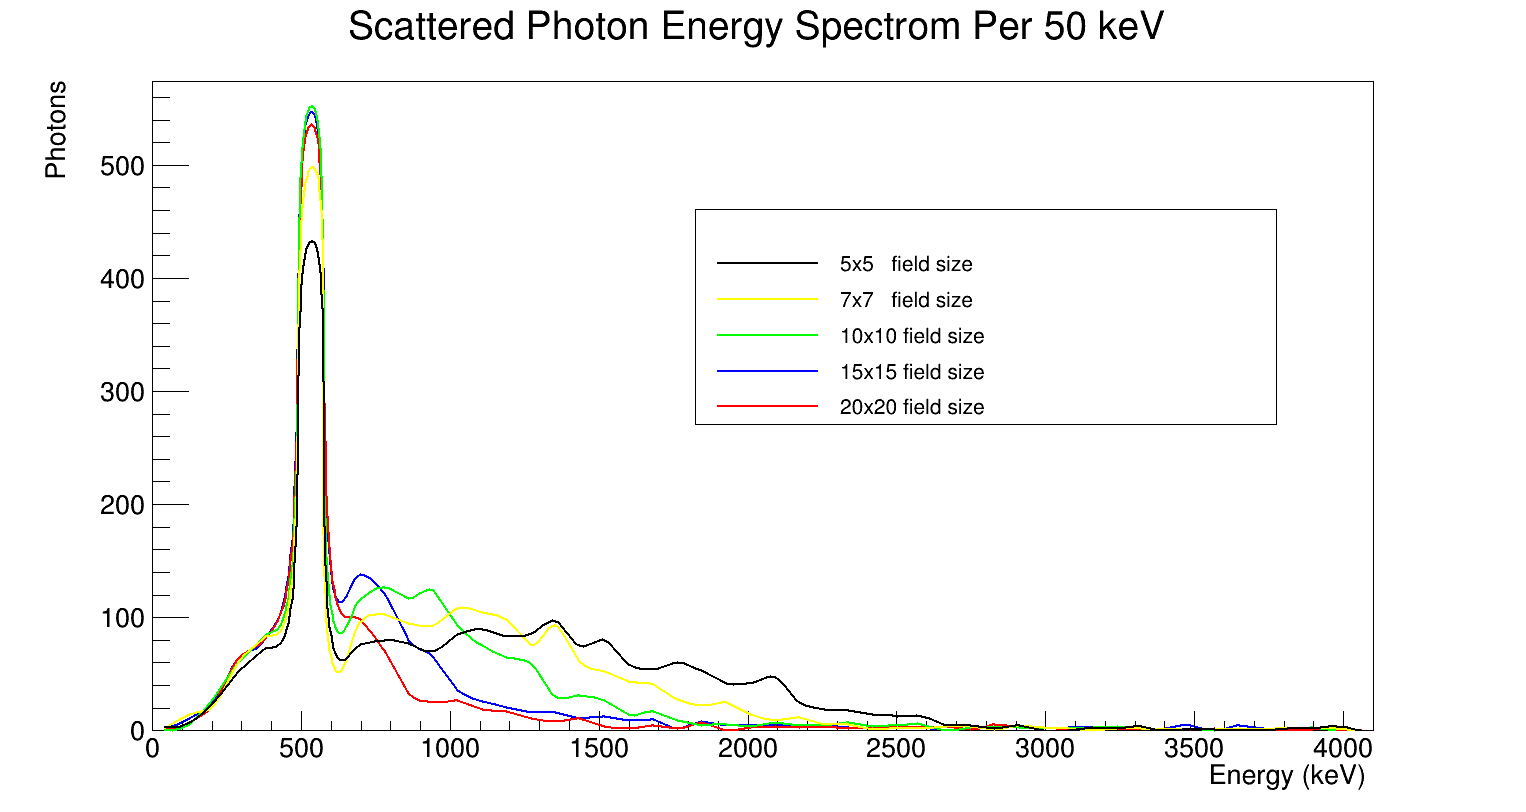 Scattered Photon Energy Spectrom Per 50 keV
Photons
500
400
300
200
100
0
5x5 field size
7x7 field size
10x10 field size
15x15 field size
20x20 field size
0 500 1000 1500 2000 2500 3000 3500 4000
Energy (keV)